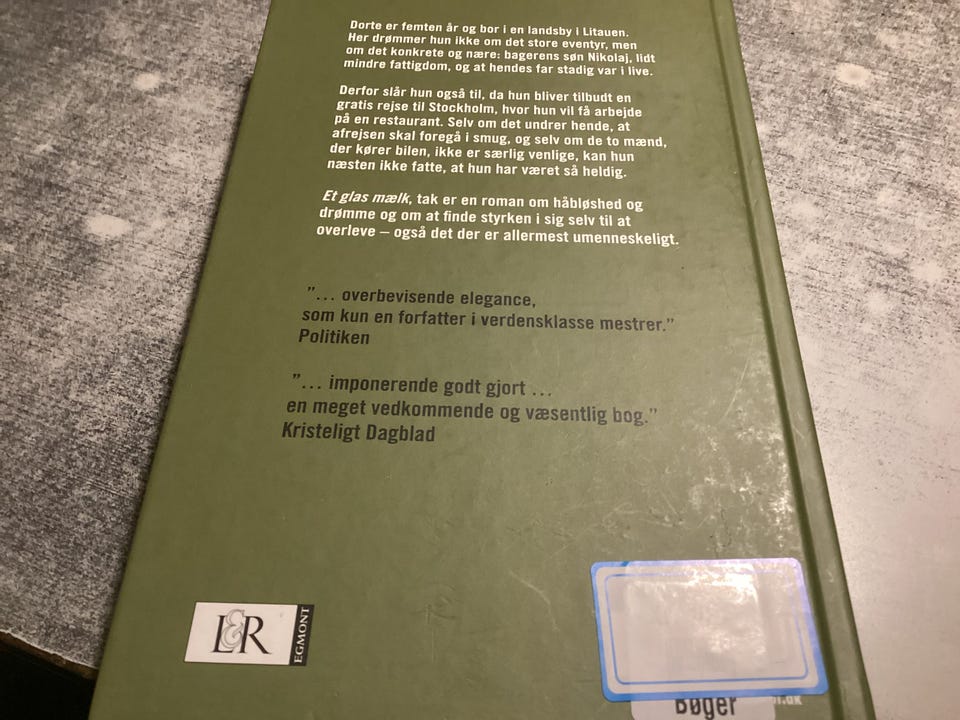 Dorte er femten år og bor i en landsby i Litauen.
Her drømmer hun ikke om det store eventyr, men
om det konkrete og nære: bagerens søn Nikolaj, lidt
mindre fattigdom, og at hendes far stadig var i live.
Derfor slår hun også til, da hun bliver tilbudt en
gratis rejse til Stockholm, hvor hun vil få arbejde
på en restaurant. Selv om det undrer hende, at
afrejsen skal foregå i smug, og selv om de to mænd,
der kører bilen, ikke er særlig venlige, kan hun
næsten ikke fatte, at hun har været så heldig.
Et glas mælk, tak er en roman om håbløshed og
drømme og om at finde styrken i sig selv til at
overleve – også det der er allermest umenneskeligt.
"... overbevisende elegance,
som kun en forfatter i verdensklasse mestrer."
Politiken
"... imponerende godt gjort ...
en meget vedkommende og væsentlig bog."
Kristeligt Dagblad
L&R
EGMONT
Bøger